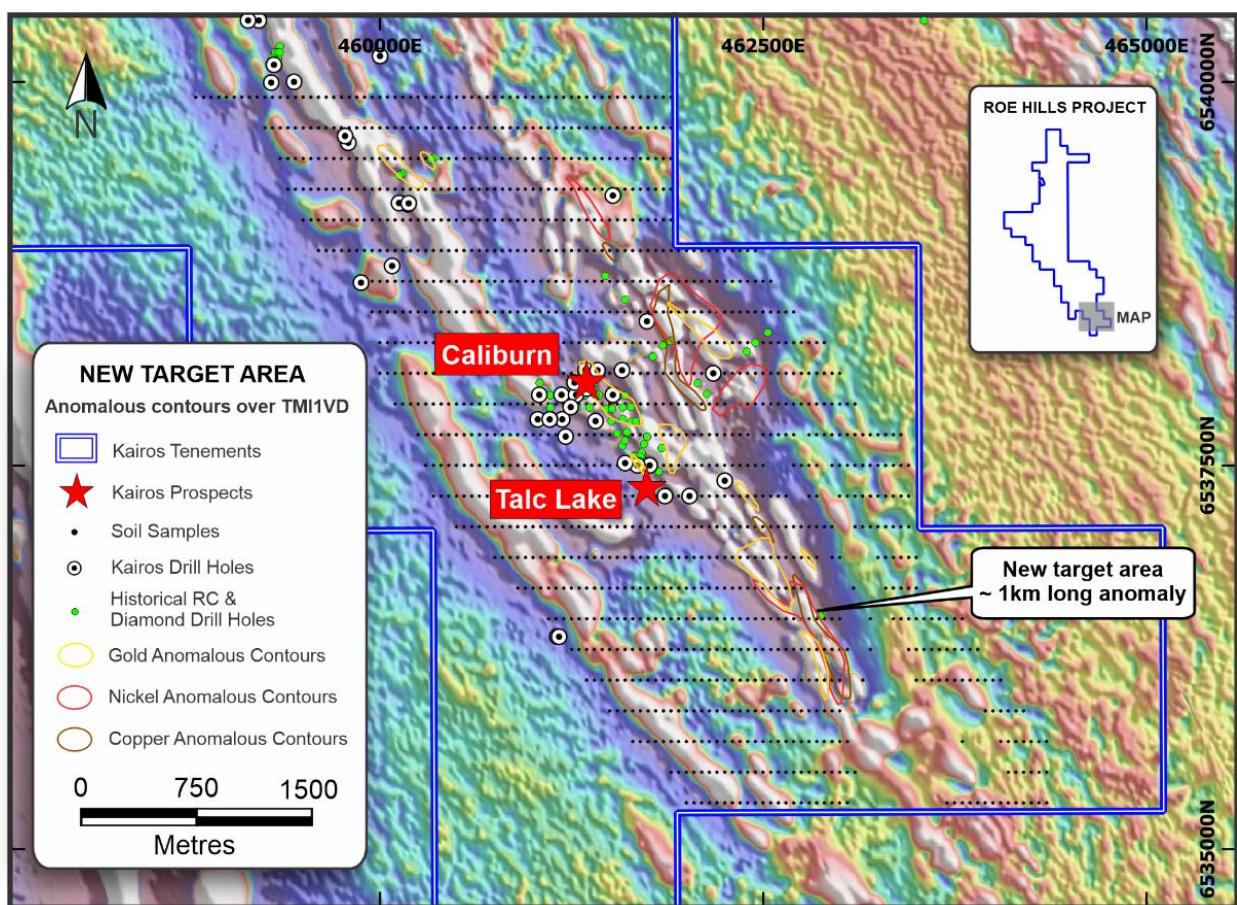 460000E
462500E
465000E
6540000N
6537500N
6535000N
N
ROE HILLS PROJECT
MAP
Caliburn
Talc Lake
New target area
~ 1km long anomaly
NEW TARGET AREA
Anomalous contours over TMI1VD
Kairos Tenements
Kairos Prospects
Soil Samples
Kairos Drill Holes
Historical RC &
Diamond Drill Holes
Gold Anomalous Contours
Nickel Anomalous Contours
Copper Anomalous Contours
0 750 1500
Metres